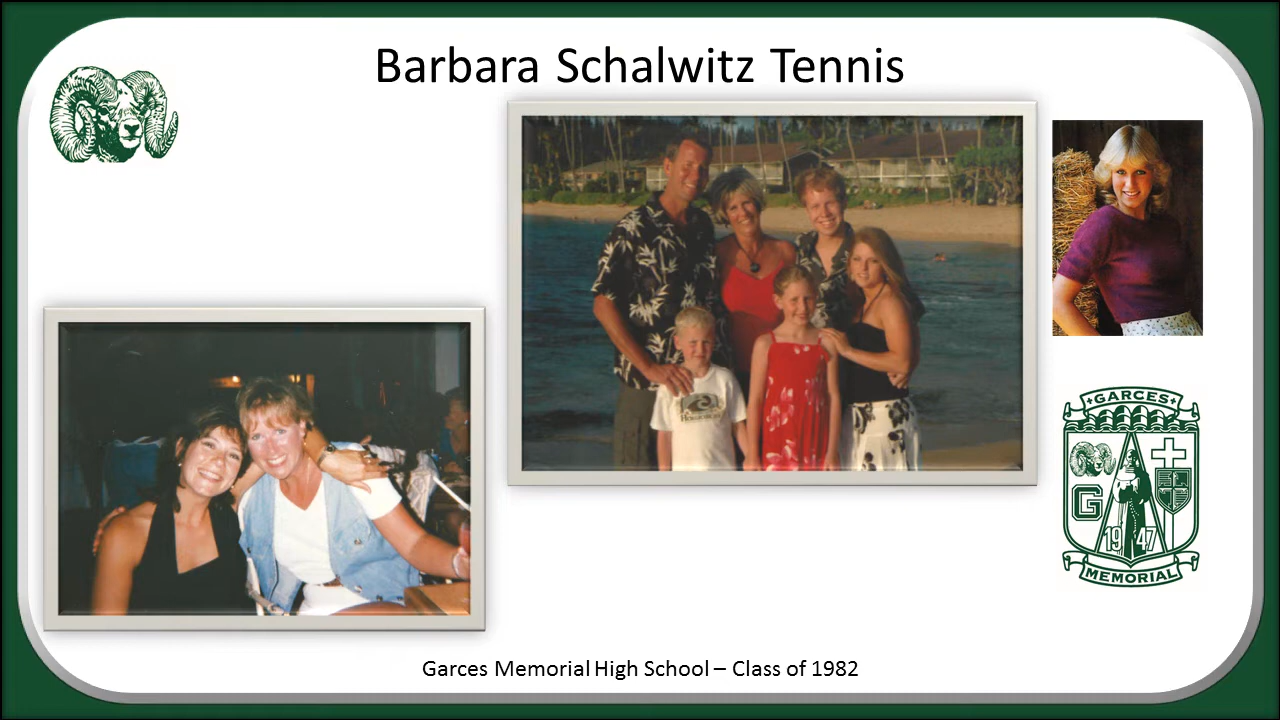 Barbara Schalwitz Tennis
GARCES
G
19 47
MEMORIAL
Garces Memorial High School – Class of 1982